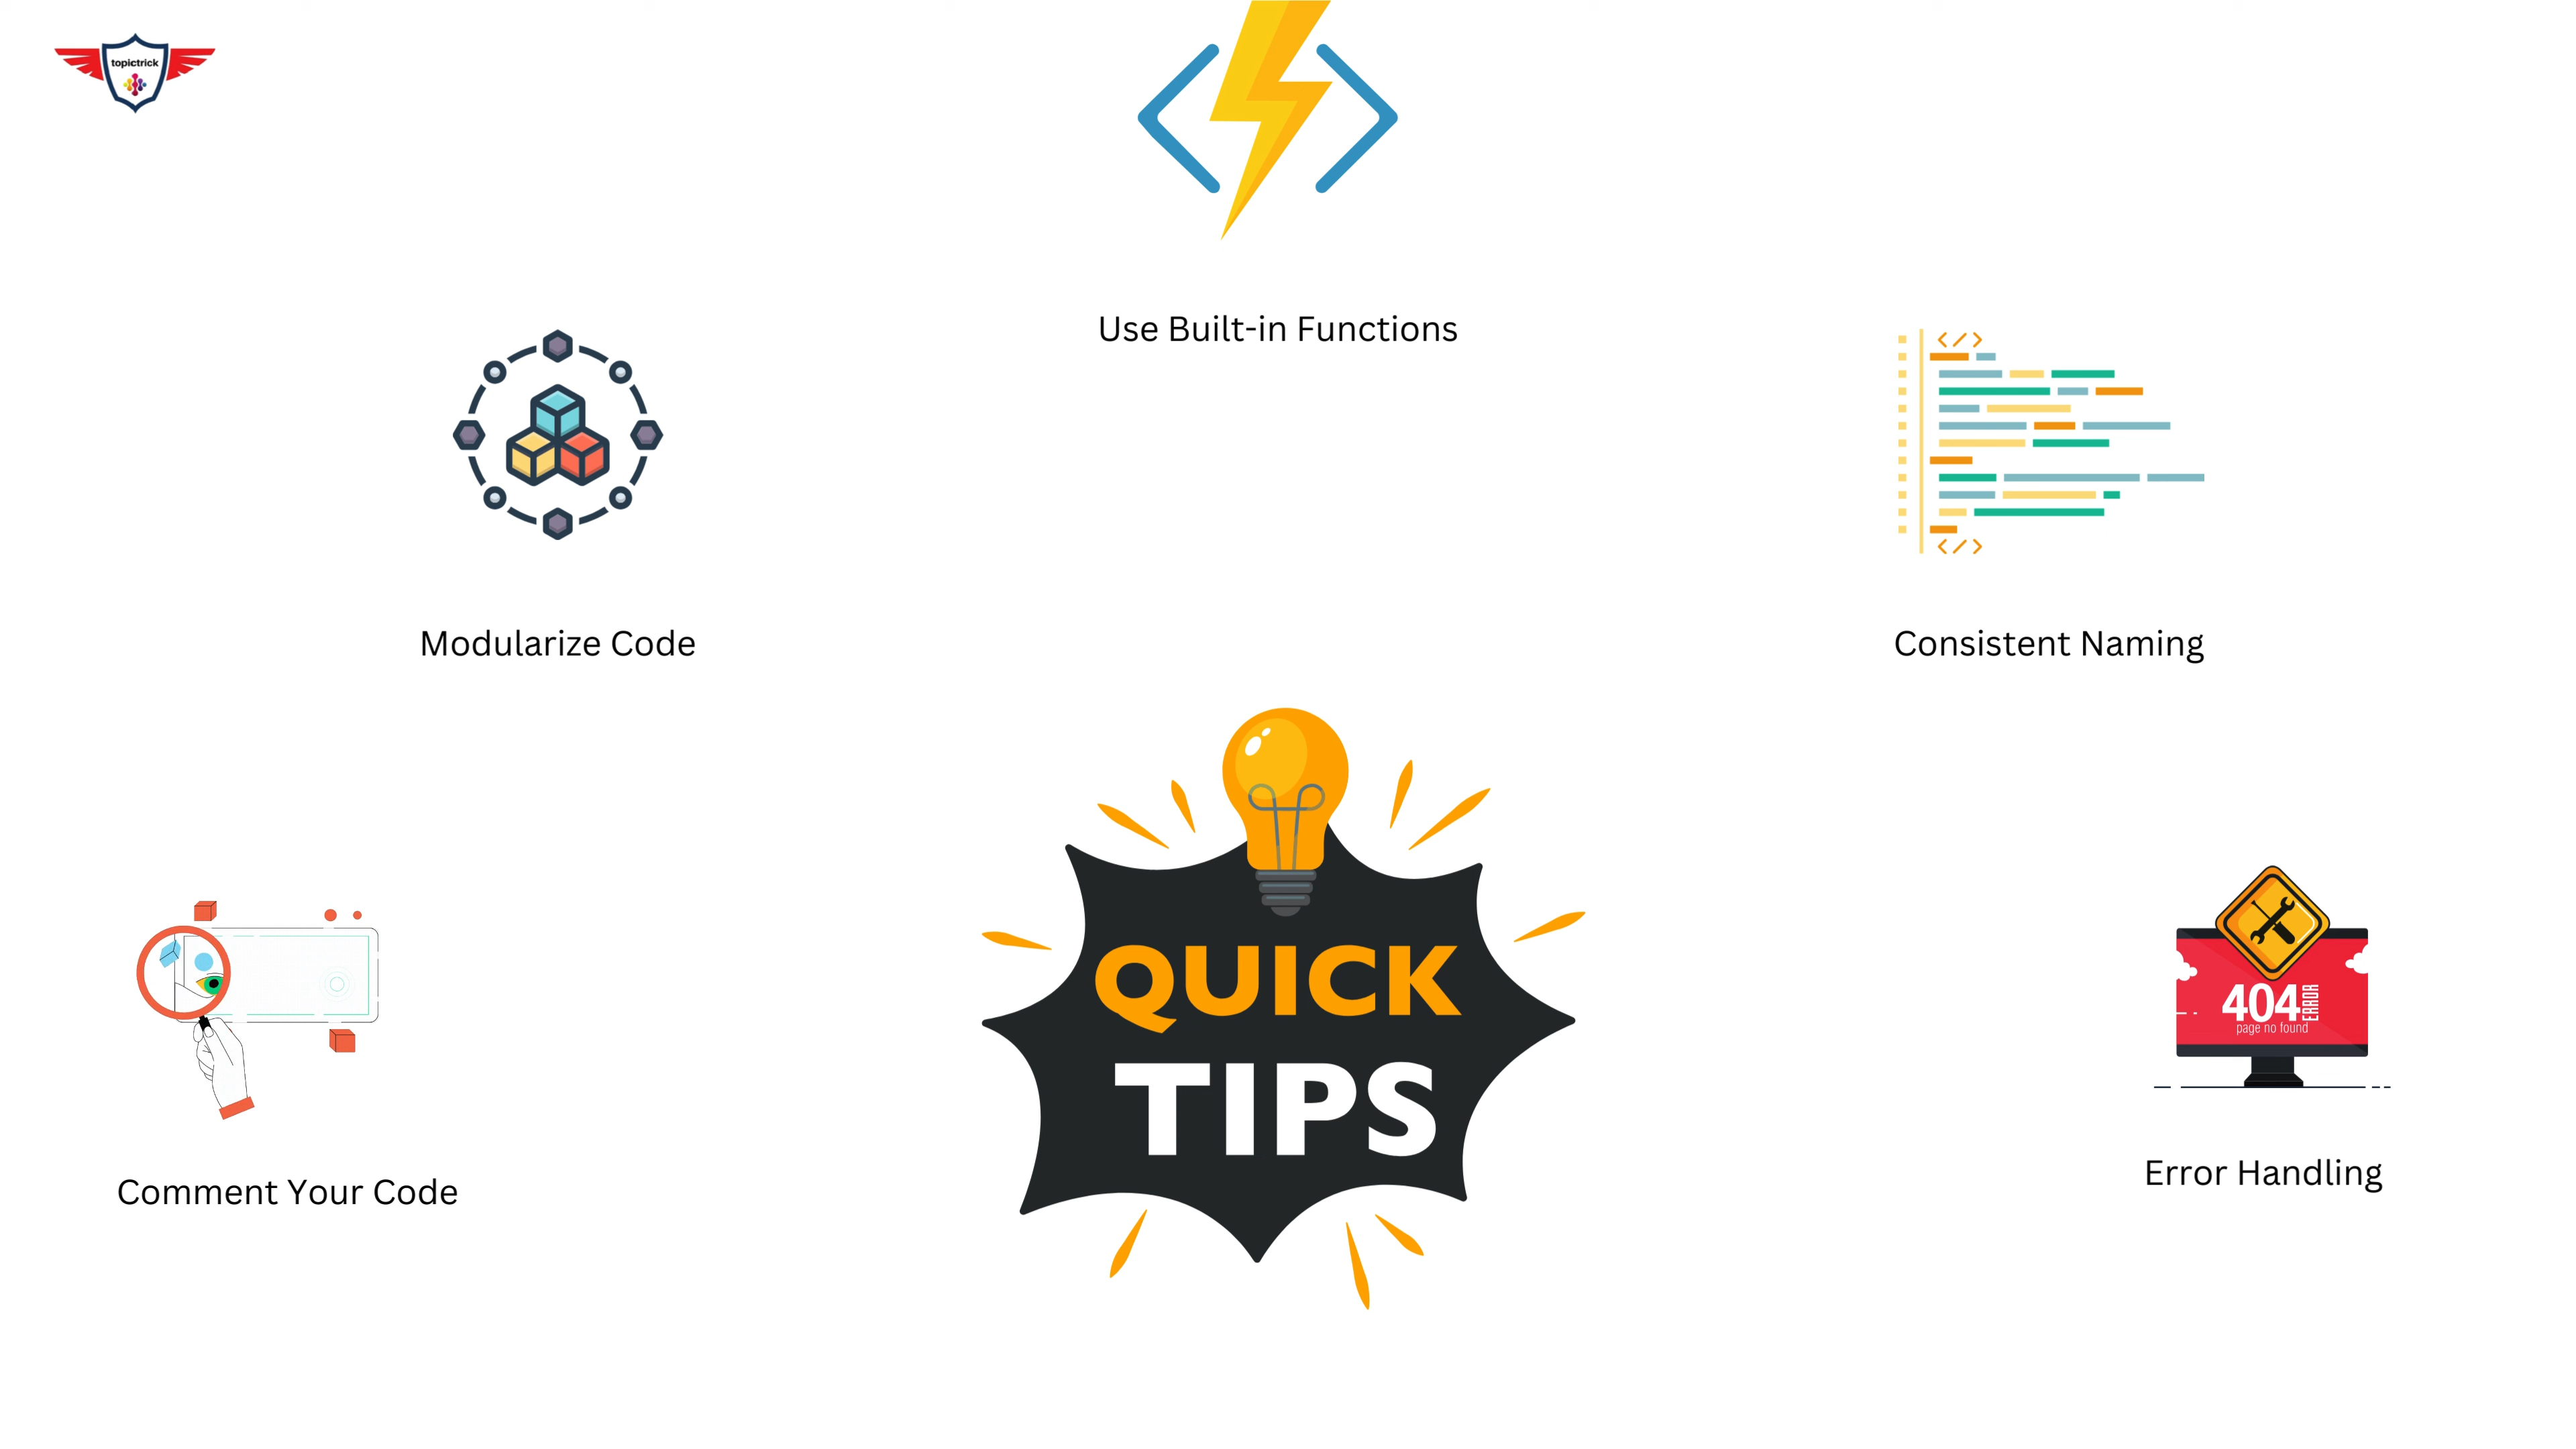 topictrick
Use Built-in Functions
Modularize Code
Consistent Naming
QUICK
TIPS
404 ERROR
page no found
Comment Your Code
Error Handling